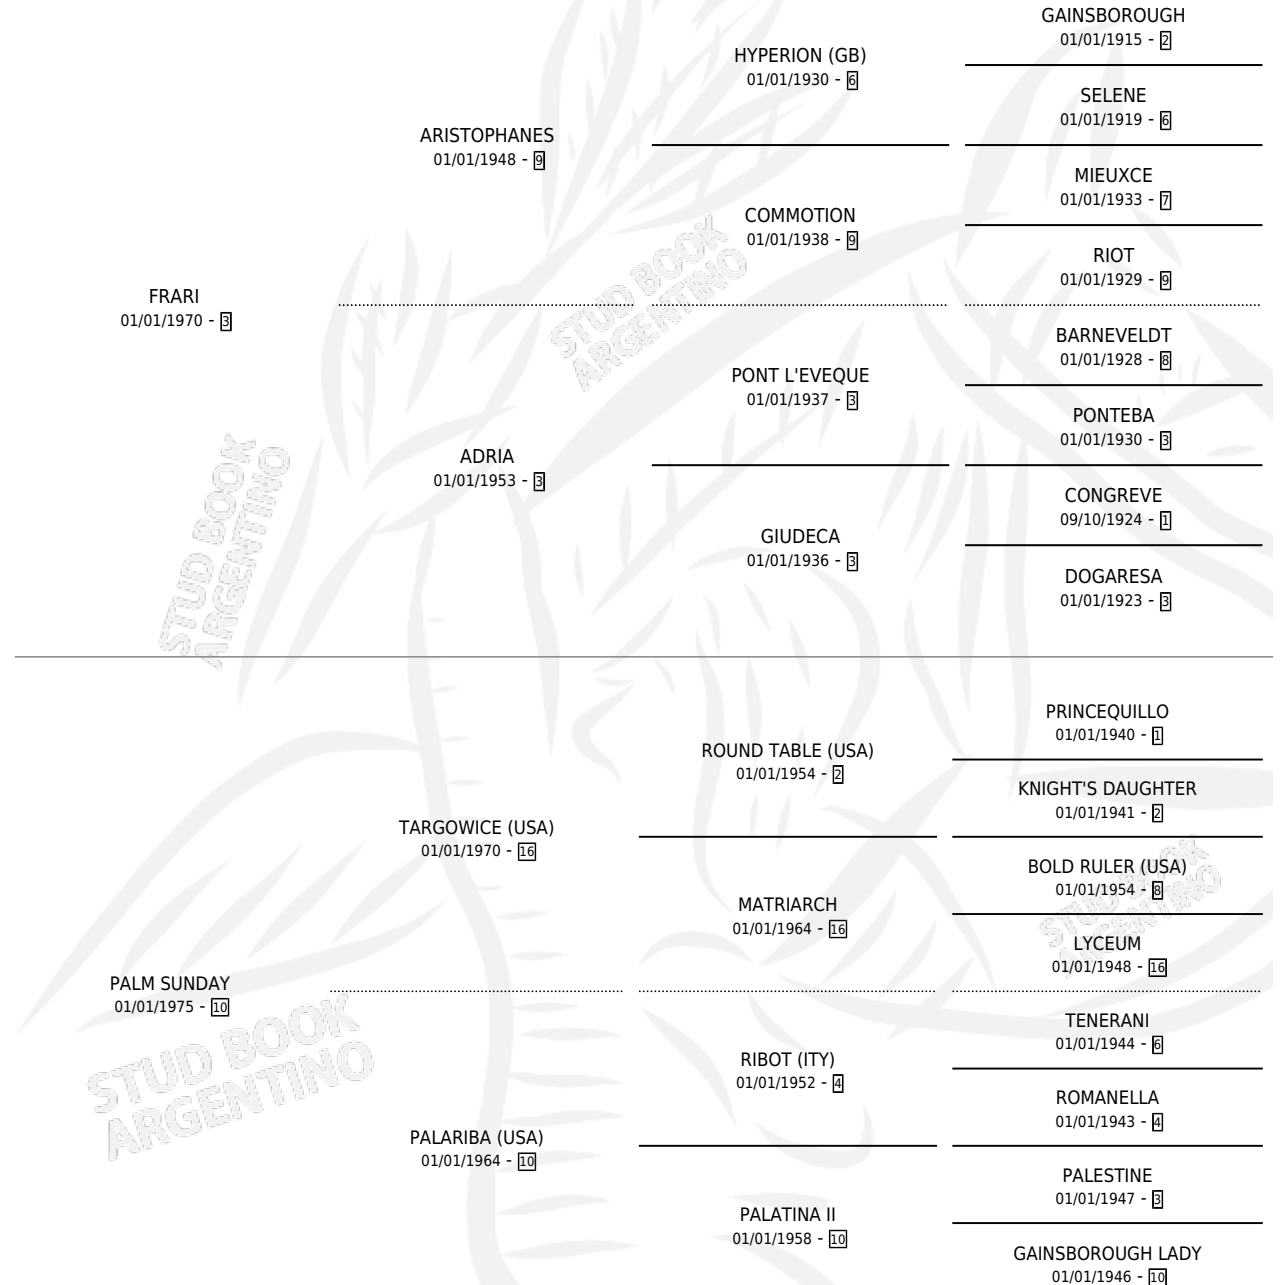 GAINSBOROUGH
01/01/1915 - 2
HYPERION (GB)
01/01/1930 - 6
SELENE
01/01/1919 - 6
ARISTOPHANES
01/01/1948 - 9
MIEUXCE
01/01/1933 - 7
COMMOTION
01/01/1938 - 9
RIOT
01/01/1929 - 9
FRARI
01/01/1970 - 3
BARNEVELDT
01/01/1928 - 8
PONT L'EVEQUE
01/01/1937 - 3
PONTEBA
01/01/1930 - 3
ADRIA
01/01/1953 - 3
CONGREVE
09/10/1924 - 1
GIUDECA
01/01/1936 - 3
DOGARESA
01/01/1923 - 3
STUD BOOK
ARGENTINO
STUD BOOK
ARGENTINO
PRINCEQUILLO
01/01/1940 - 1
ROUND TABLE (USA)
01/01/1954 - 2
KNIGHT'S DAUGHTER
01/01/1941 - 2
TARGOWICE (USA)
01/01/1970 - 16
BOLD RULER (USA)
01/01/1954 - 8
MATRIARCH
01/01/1964 - 16
LYCEUM
01/01/1948 - 16
STUD BOOK
ARGENTINO
PALM SUNDAY
01/01/1975 - 10
TENERANI
01/01/1944 - 6
RIBOT (ITY)
01/01/1952 - 4
ROMANELLA
01/01/1943 - 4
STUD BOOK
ARGENTINO
PALARIBA (USA)
01/01/1964 - 10
PALESTINE
01/01/1947 - 3
PALATINA II
01/01/1958 - 10
GAINSBOROUGH LADY
01/01/1946 - 10